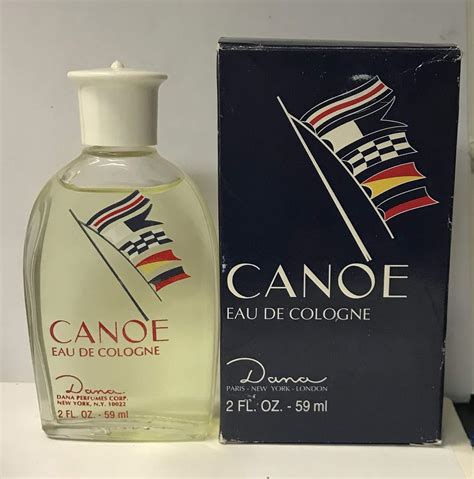 CANOE
EAU DE COLOGNE
Dana
DANA PERFUMES CORP.
NEW YORK, N.Y. 10022
2 FL. OZ. - 59 ml
CANOE
EAU DE COLOGNE
Dana
PARIS - NEW YORK - LONDON
2 FL. OZ. - 59 ml